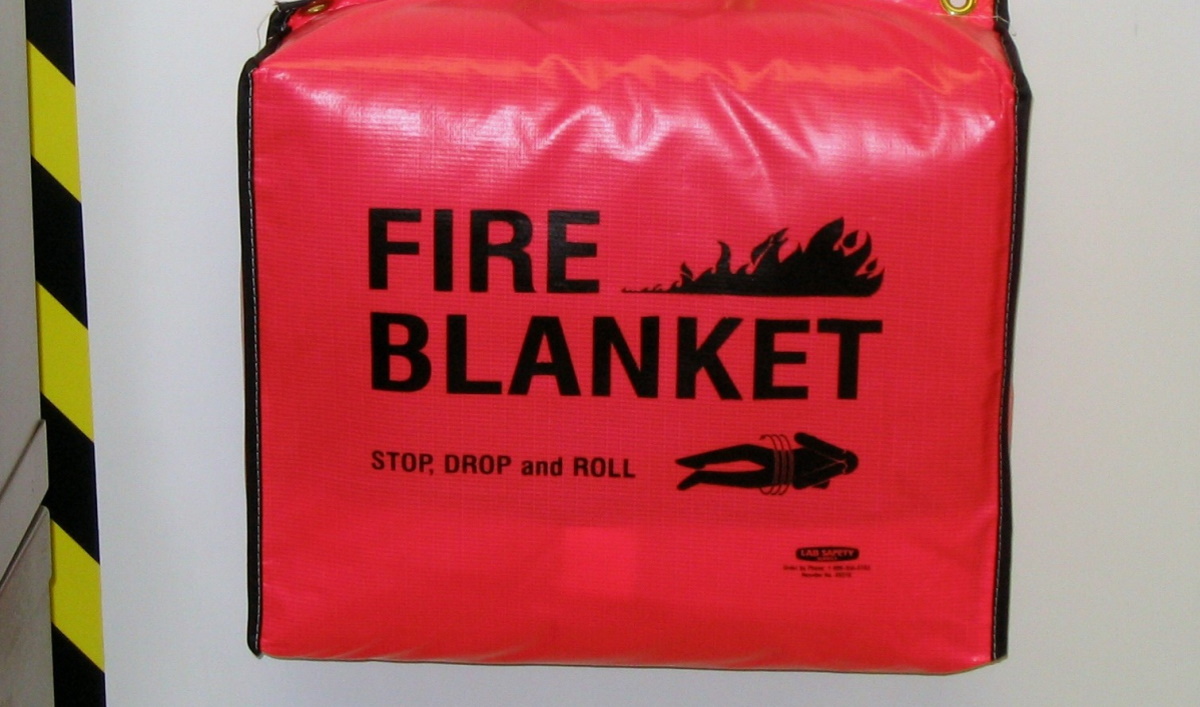 FIRE
BLANKET
STOP, DROP and ROLL
LAB SAFETY